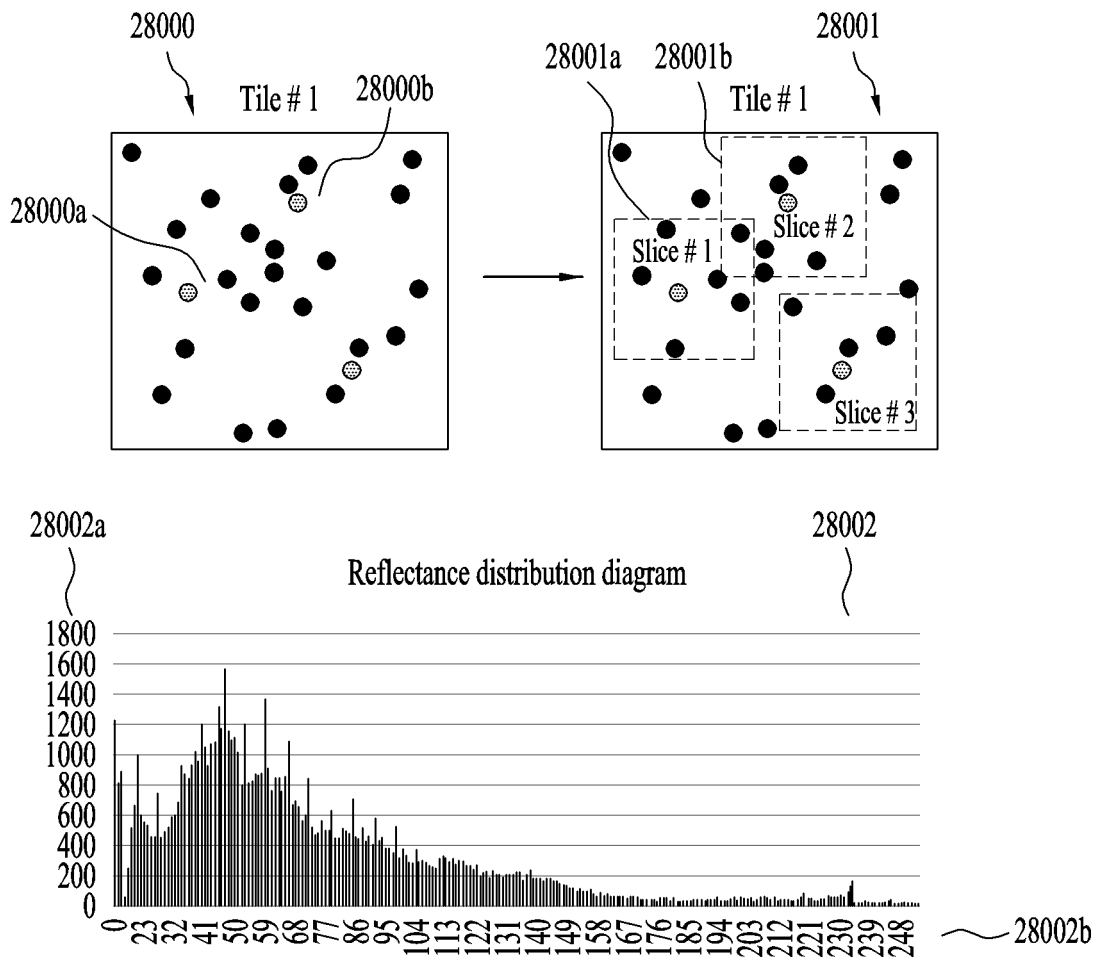 28000
28001
28001a
28001b
Tile # 1
28000b
Tile # 1
28000a
Slice # 1
Slice # 2
Slice # 3
28002a
28002
Reflectance distribution diagram
1800
1600
1400
1200
1000
800
600
400
200
0
0 23 32 41 50 59 68 77 86 95 104 113 122 131 140 149 158 167 176 185 194 203 212 221 230 239 248
28002b